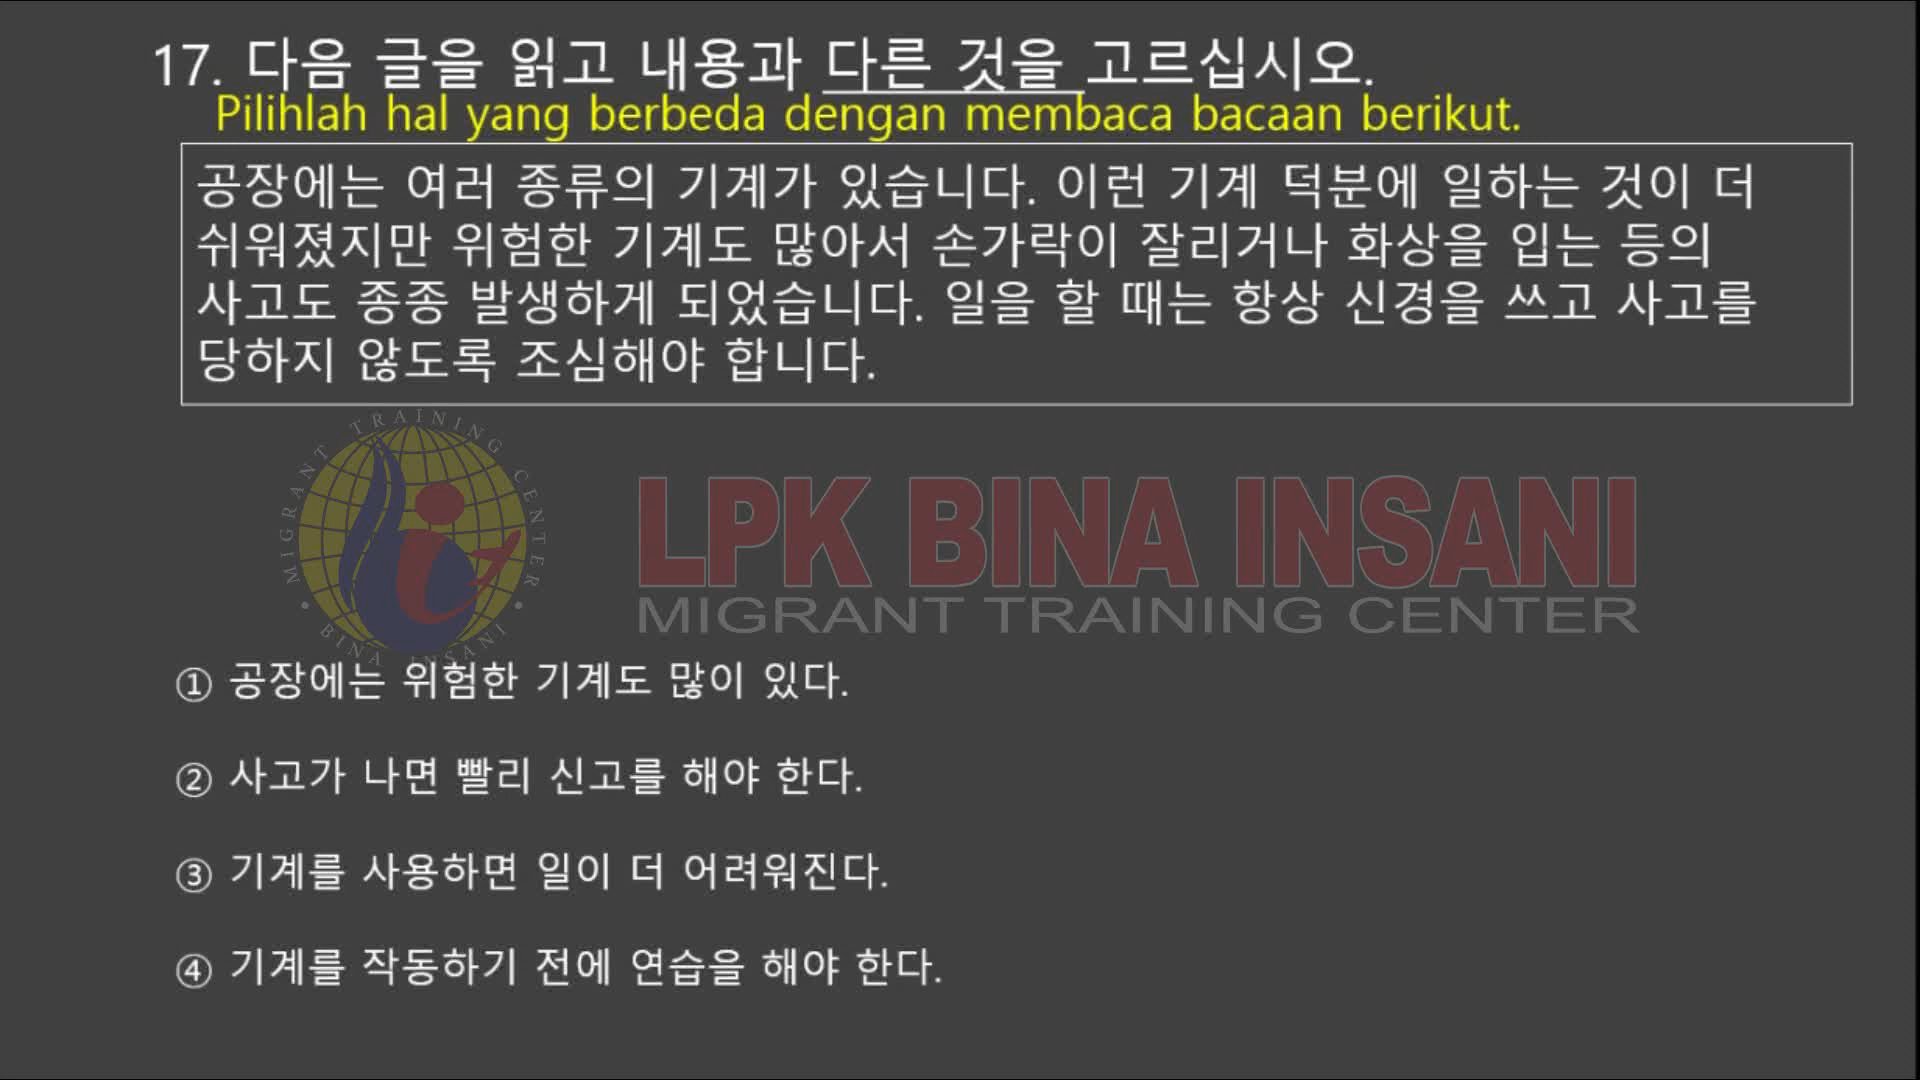 17. 다음 글을 읽고 내용과 다른 것을 고르십시오.
Pilihlah hal yang berbeda dengan membaca bacaan berikut.
공장에는 여러 종류의 기계가 있습니다. 이런 기계 덕분에 일하는 것이 더
쉬워졌지만 위험한 기계도 많아서 손가락이 잘리거나 화상을 입는 등의
사고도 종종 발생하게 되었습니다. 일을 할 때는 항상 신경을 쓰고 사고를
당하지 않도록 조심해야 합니다.
MIGRANT TRAINING CENTER
BINA INSANI
LPK BINA INSANI
MIGRANT TRAINING CENTER
① 공장에는 위험한 기계도 많이 있다.
② 사고가 나면 빨리 신고를 해야 한다.
③ 기계를 사용하면 일이 더 어려워진다.
④ 기계를 작동하기 전에 연습을 해야 한다.